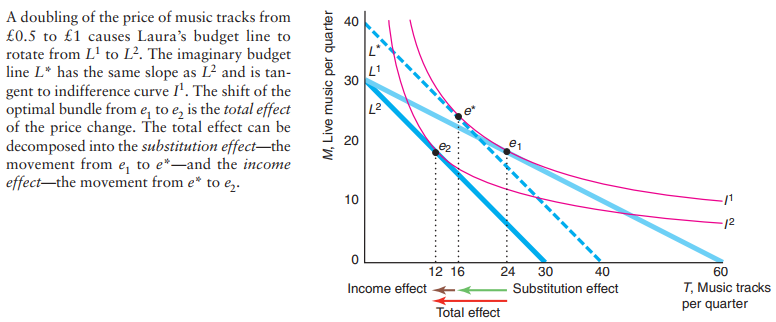 A doubling of the price of music tracks from
£0.5 to £1 causes Laura's budget line to
rotate from L¹ to L². The imaginary budget
line L* has the same slope as L² and is tan-
gent to indifference curve I¹. The shift of the
optimal bundle from e₁ to e₂ is the total effect
of the price change. The total effect can be
decomposed into the substitution effect—the
movement from e₁ to e*—and the income
effect—the movement from e* to e₂.
M, Live music per quarter
40
L*
L¹
30
L²
e*
20
e₂
e₁
10
I¹
I²
0
12 16 24 30 40 60
Income effect
Substitution effect
T, Music tracks
per quarter
Total effect